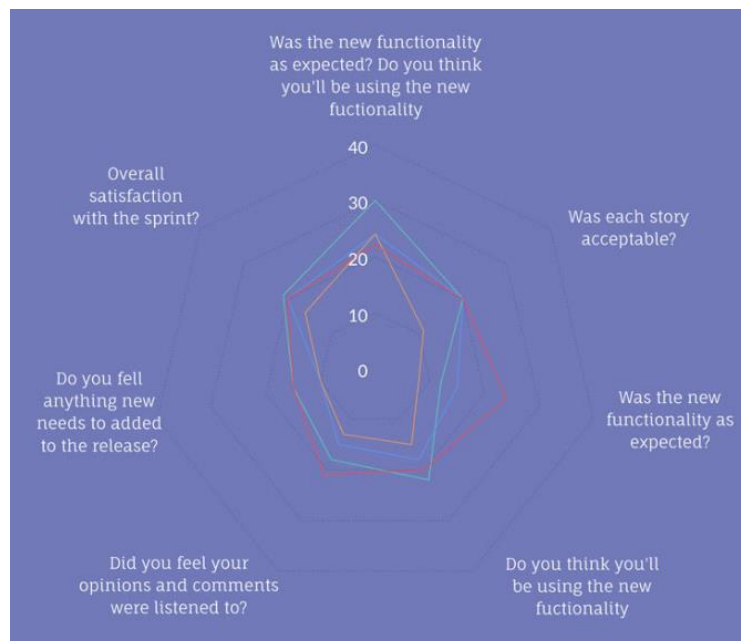 Was the new functionality
as expected? Do you think
you'll be using the new
fuctionality
40
30
20
10
0
Overall
satisfaction
with the sprint?
Was each story
acceptable?
Do you fell
anything new
needs to added
to the release?
Was the new
functionality as
expected?
Did you feel your
opinions and comments
were listened to?
Do you think you'll
be using the new
fuctionality